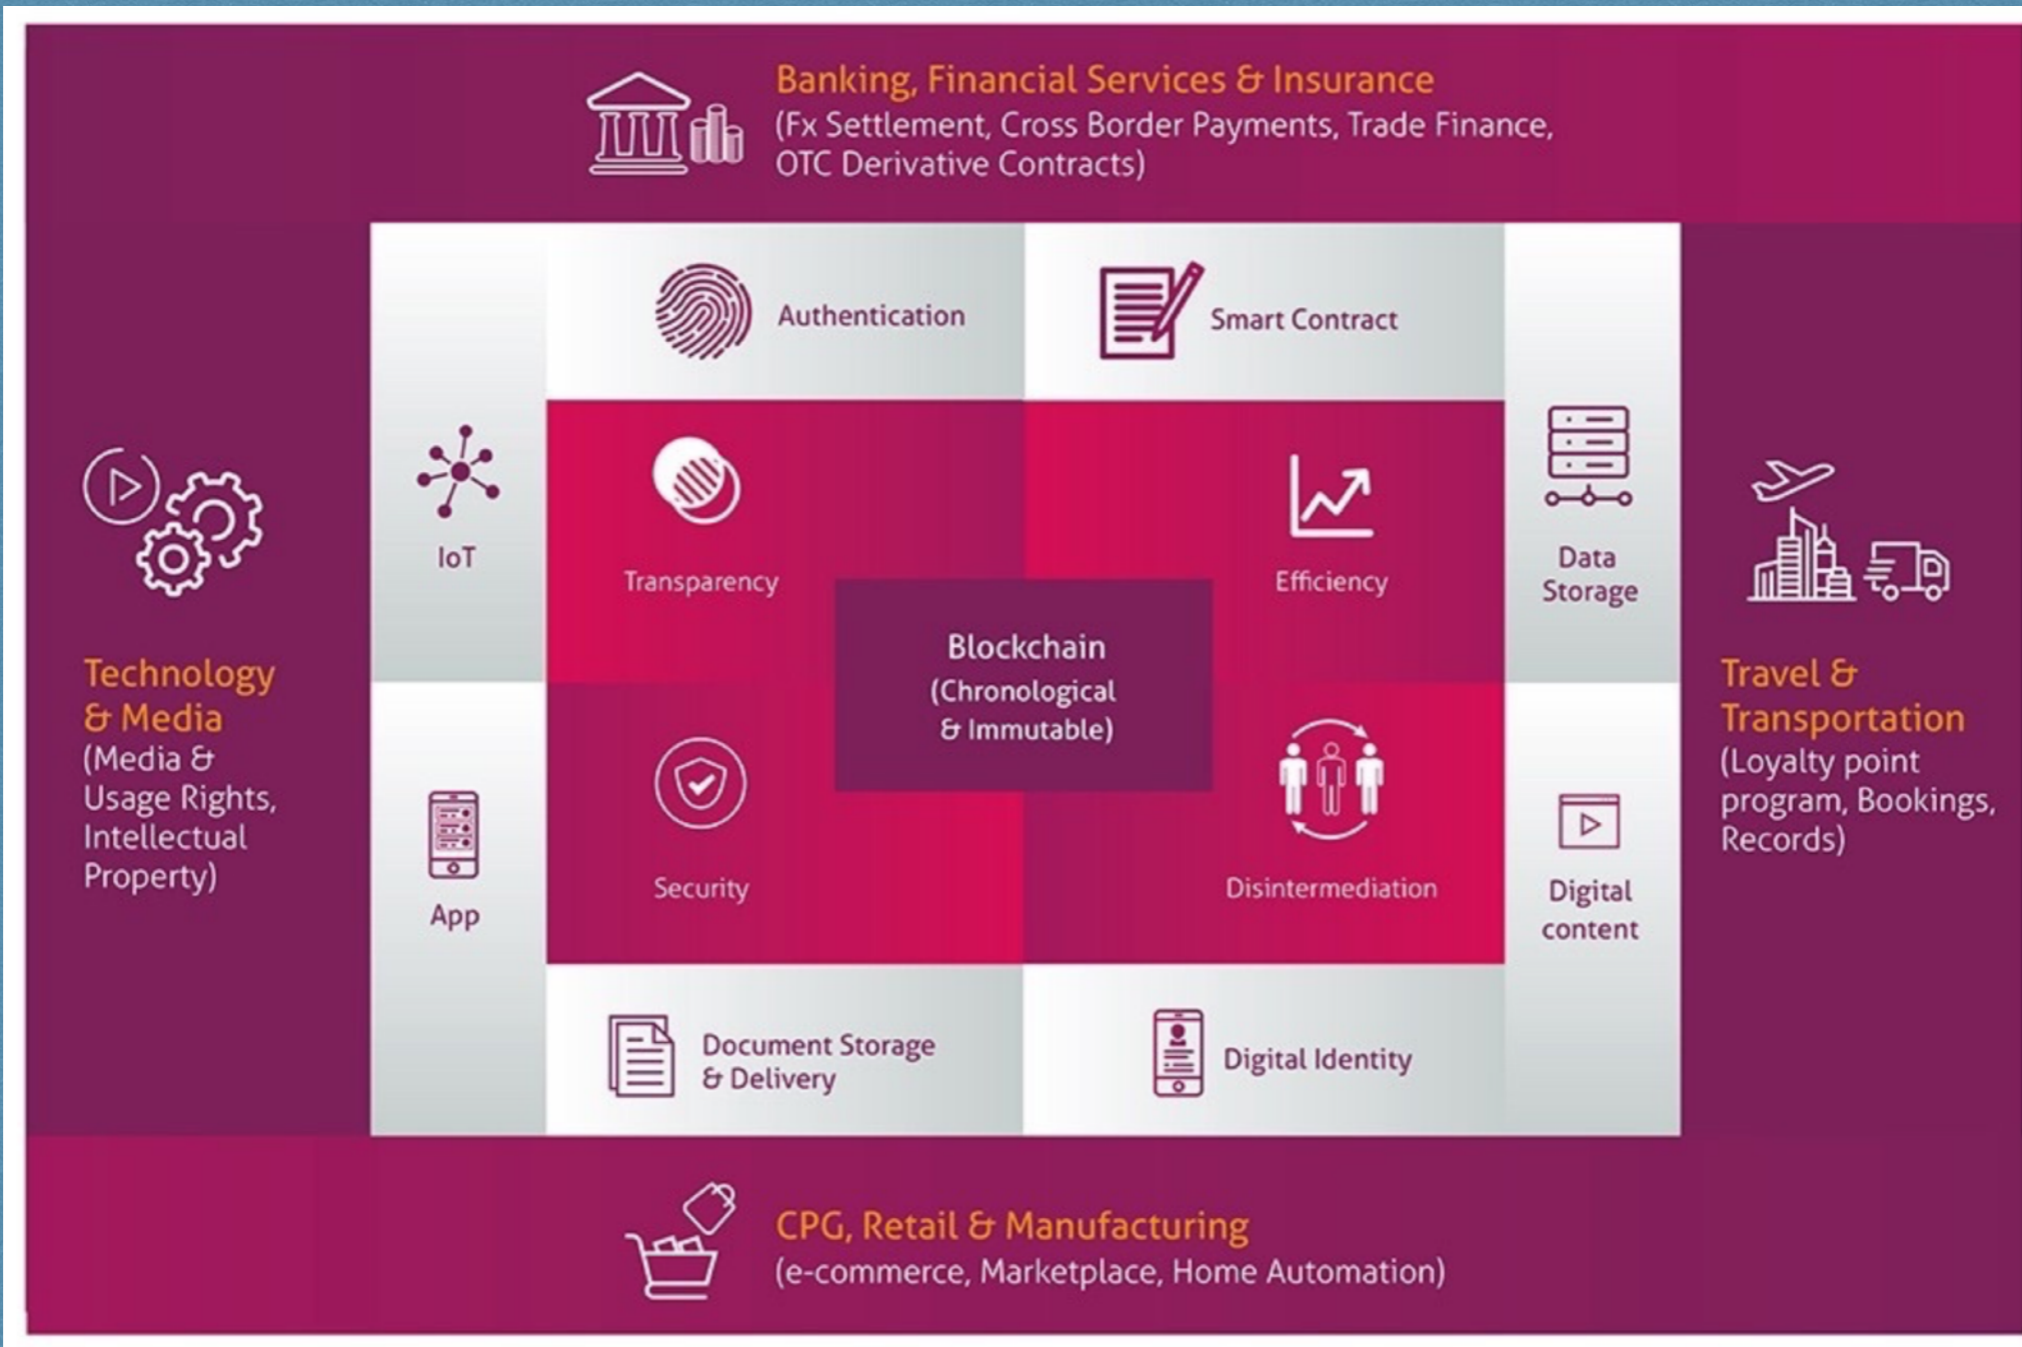 Banking, Financial Services & Insurance
(Fx Settlement, Cross Border Payments, Trade Finance,
OTC Derivative Contracts)
Authentication
Smart Contract
IoT
Transparency
Efficiency
Data
Storage
Blockchain
(Chronological
& Immutable)
Technology
& Media
(Media &
Usage Rights,
Intellectual
Property)
Travel &
Transportation
(Loyalty point
program, Bookings,
Records)
App
Security
Disintermediation
Digital
content
Document Storage
& Delivery
Digital Identity
CPG, Retail & Manufacturing
(e-commerce, Marketplace, Home Automation)